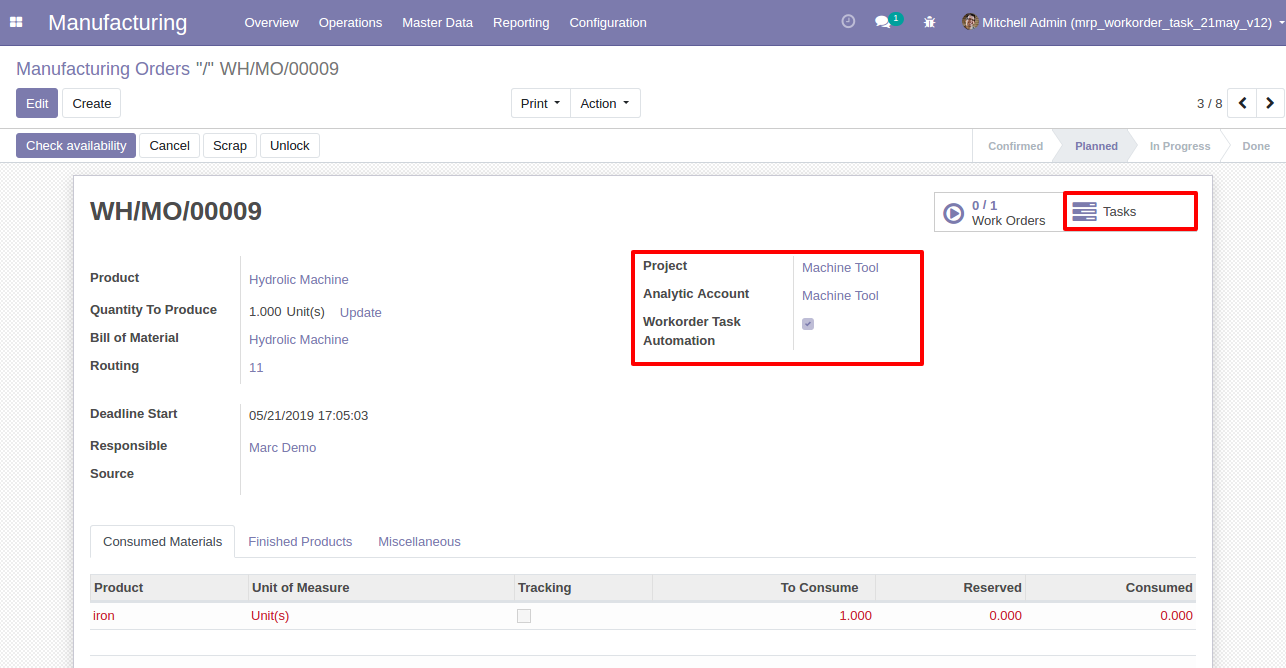 Manufacturing Overview Operations Master Data Reporting Configuration 1 Mitchell Admin (mrp_workorder_task_21may_v12)
Manufacturing Orders "/" WH/MO/00009
Edit Create Print Action 3 / 8
Check availability Cancel Scrap Unlock Confirmed Planned In Progress Done
WH/MO/00009
0 / 1
Work Orders
Tasks
Product Hydrolic Machine
Quantity To Produce 1.000 Unit(s) Update
Bill of Material Hydrolic Machine
Routing 11
Project Machine Tool
Analytic Account Machine Tool
Workorder Task
Automation
Deadline Start 05/21/2019 17:05:03
Responsible Marc Demo
Source
Consumed Materials Finished Products Miscellaneous
Product Unit of Measure Tracking To Consume Reserved Consumed
iron Unit(s) 1.000 0.000 0.000